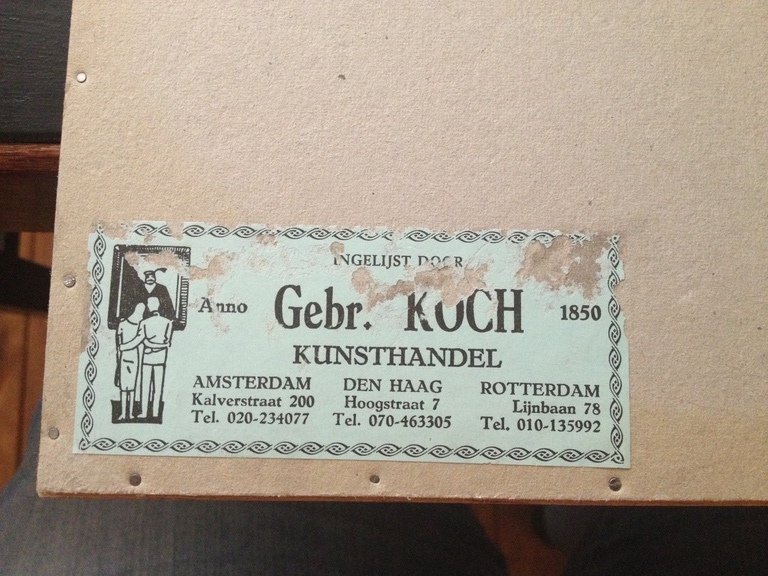 INGELIJST DOOR
Anno Gebr. KOCH 1850
KUNSTHANDEL
AMSTERDAM DEN HAAG ROTTERDAM
Kalverstraat 200 Hoogstraat 7 Lijnbaan 78
Tel. 020-234077 Tel. 070-463305 Tel. 010-135992